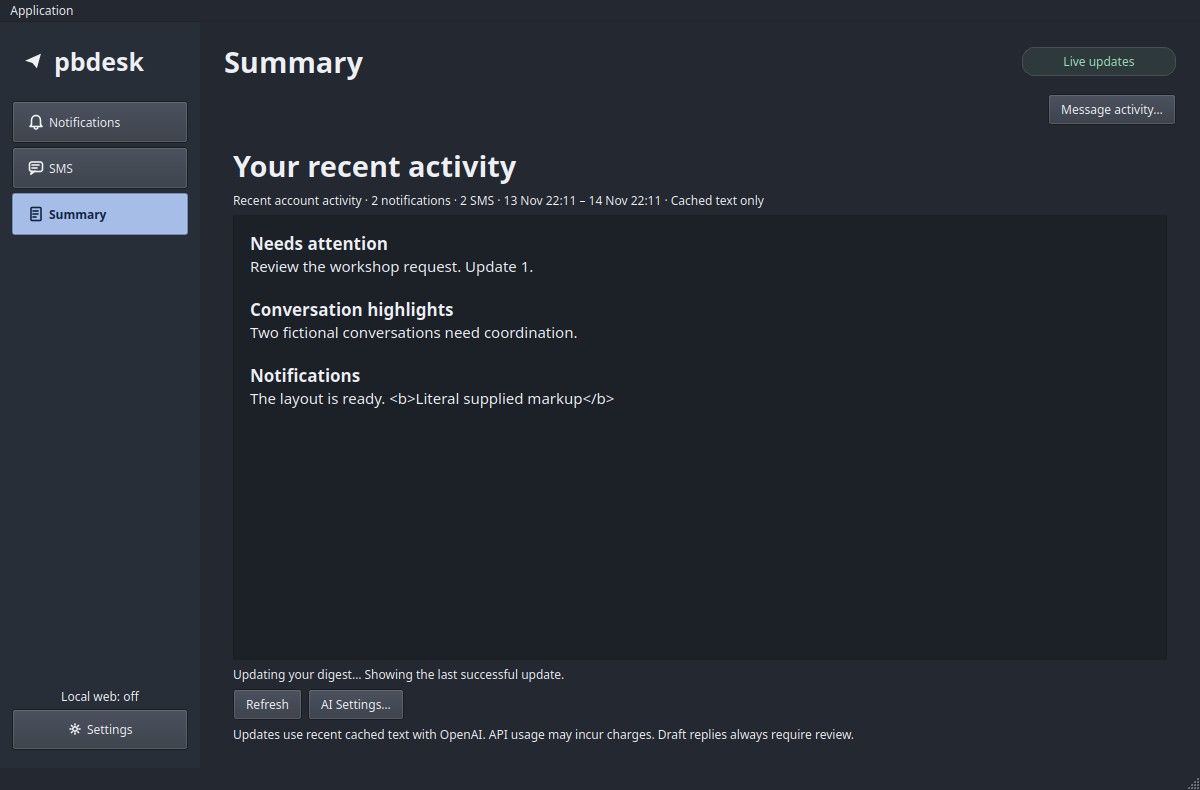 Application
pbdesk
Notifications
SMS
Summary
Local web: off
Settings
Summary
Live updates
Message activity...
Your recent activity
Recent account activity · 2 notifications · 2 SMS · 13 Nov 22:11 – 14 Nov 22:11 · Cached text only
Needs attention
Review the workshop request. Update 1.
Conversation highlights
Two fictional conversations need coordination.
Notifications
The layout is ready. <b>Literal supplied markup</b>
Updating your digest... Showing the last successful update.
Refresh
AI Settings...
Updates use recent cached text with OpenAI. API usage may incur charges. Draft replies always require review.